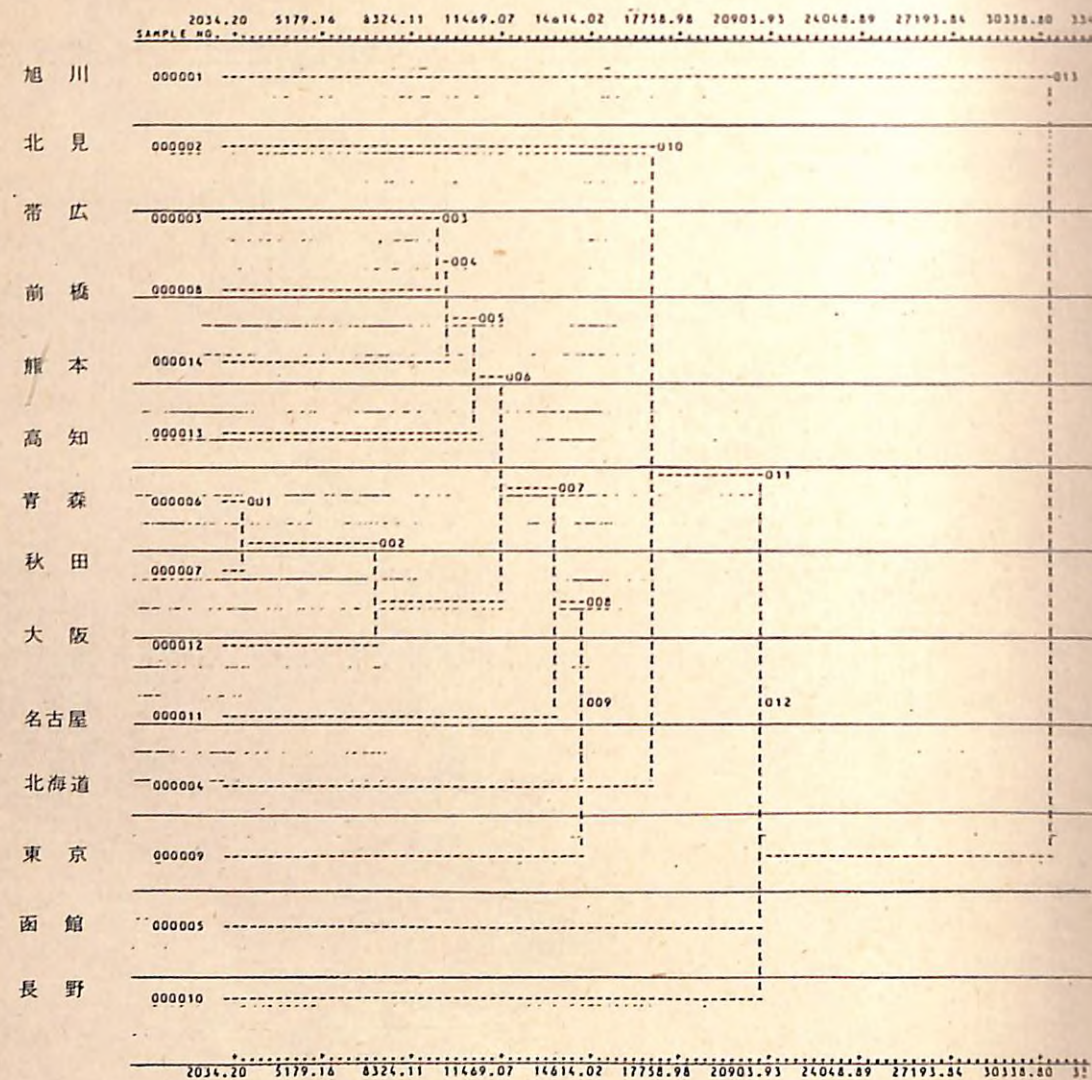 2034.20 5179.16 8324.11 11469.07 14614.02 17758.98 20903.93 24048.89 27193.84 30338.80
SAMPLE NO.
旭川 000001 013
北見 000002 010
帯広 000003 003
004
前橋 000008
005
熊本 000014
006
高知 000013
011
007
青森 000006 001
002
秋田 000007
008
大阪 000012
009 012
名古屋 000011
北海道 000004
東京 000009
函館 000005
長野 000010
2034.20 5179.16 8324.11 11469.07 14614.02 17758.98 20903.93 24048.89 27193.84 30338.80